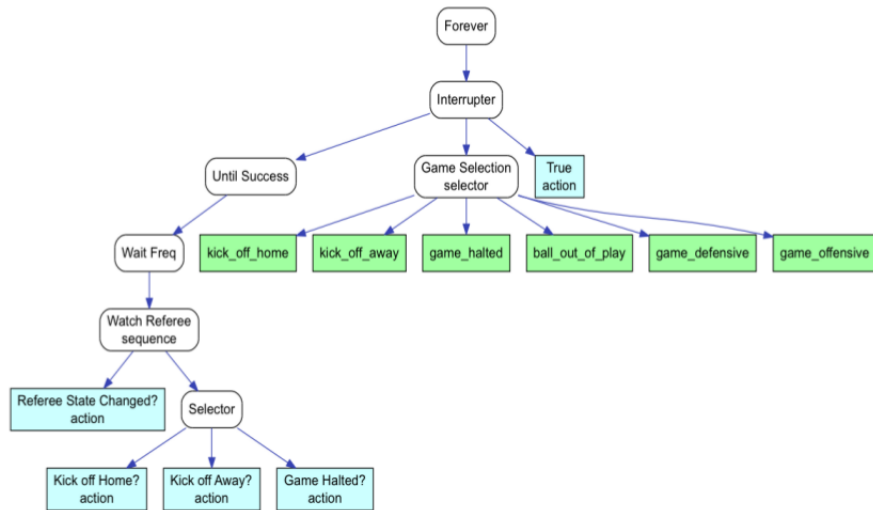 Forever
Interrupter
Until Success
Game Selection
selector
True
action
Wait Freq
kick_off_home
kick_off_away
game_halted
ball_out_of_play
game_defensive
game_offensive
Watch Referee
sequence
Referee State Changed?
action
Selector
Kick off Home?
action
Kick off Away?
action
Game Halted?
action